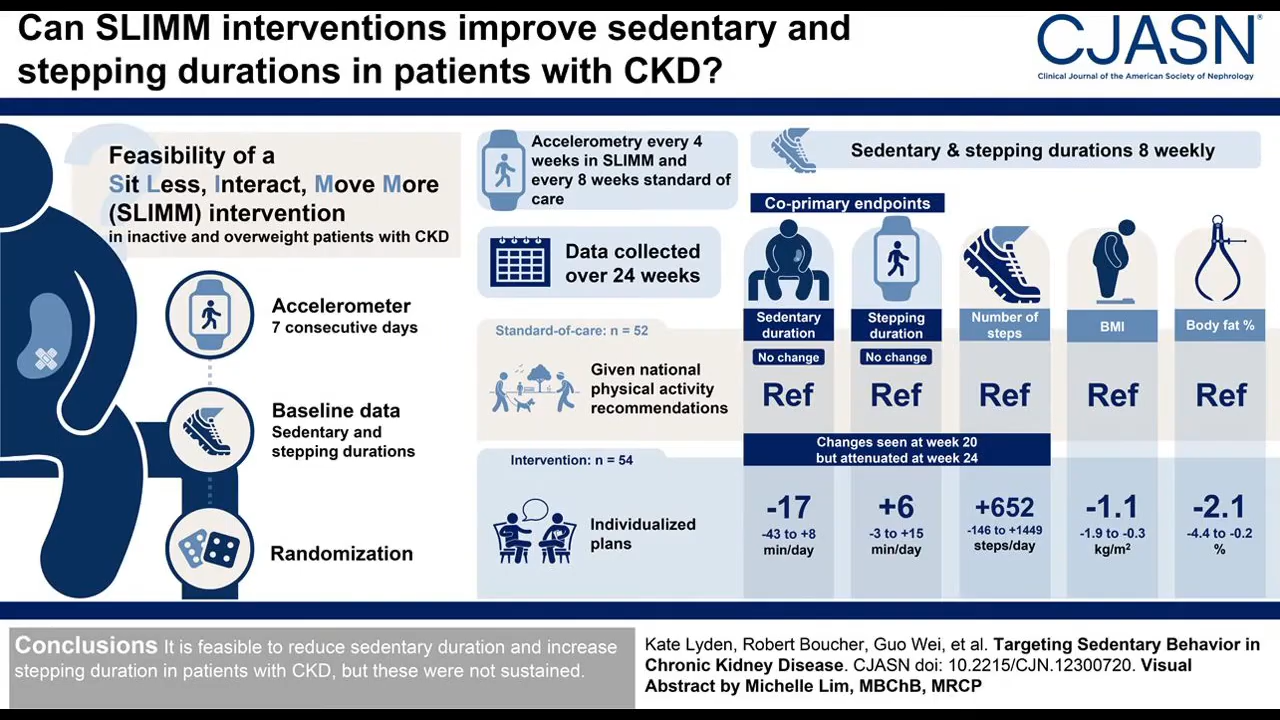 Can SLIMM interventions improve sedentary and
stepping durations in patients with CKD?
CJASN®
Clinical Journal of the American Society of Nephrology
Feasibility of a
Sit Less, Interact, Move More
(SLIMM) intervention
in inactive and overweight patients with CKD
Accelerometer
7 consecutive days
Baseline data
Sedentary and
stepping durations
Randomization
Accelerometry every 4
weeks in SLIMM and
every 8 weeks standard of
care
Data collected
over 24 weeks
Sedentary & stepping durations 8 weekly
Co-primary endpoints
Sedentary
duration
Stepping
duration
Number of
steps
BMI
Body fat %
Standard-of-care: n = 52
Given national
physical activity
recommendations
No change
No change
Ref
Ref
Ref
Ref
Ref
Changes seen at week 20
but attenuated at week 24
Intervention: n = 54
Individualized
plans
-17
-43 to +8
min/day
+6
-3 to +15
min/day
+652
-146 to +1449
steps/day
-1.1
-1.9 to -0.3
kg/m²
-2.1
-4.4 to -0.2
%
Conclusions It is feasible to reduce sedentary duration and increase
stepping duration in patients with CKD, but these were not sustained.
Kate Lyden, Robert Boucher, Guo Wei, et al. Targeting Sedentary Behavior in
Chronic Kidney Disease. CJASN doi: 10.2215/CJN.12300720. Visual
Abstract by Michelle Lim, MBChB, MRCP